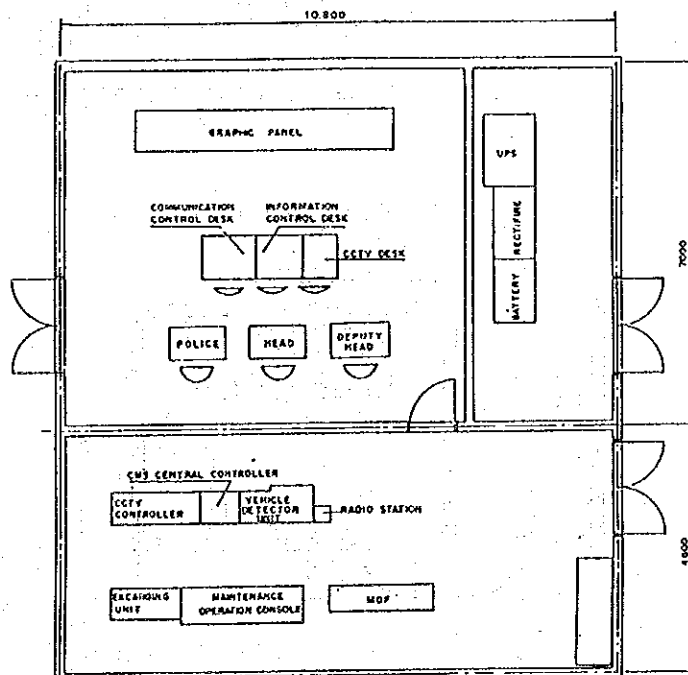 10.800
GRAPHIC PANEL
UPS
COMMUNICATION
CONTROL DESK
INFORMATION
CONTROL DESK
RECTIFIRE
CCTV DESK
7000
BATTERY
POLICE
HEAD
DEPUTY
HEAD
CMS CENTRAL CONTROLLER
CCTV
CONTROLLER
VEHICLE
DETECTOR
UNIT
RADIO STATION
4600
EXCANGING
UNIT
MAINTENANCE
OPERATION CONSOLE
MDF